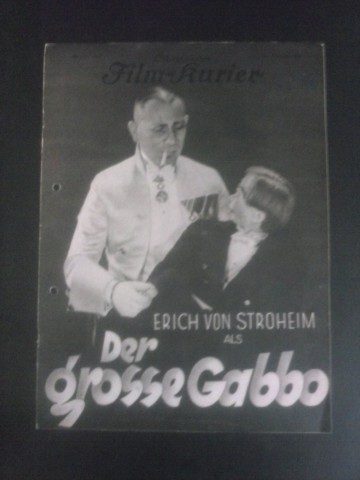 Film-Kurier
ERICH VON STROHEIM
ALS
Der
grosse Gabbo